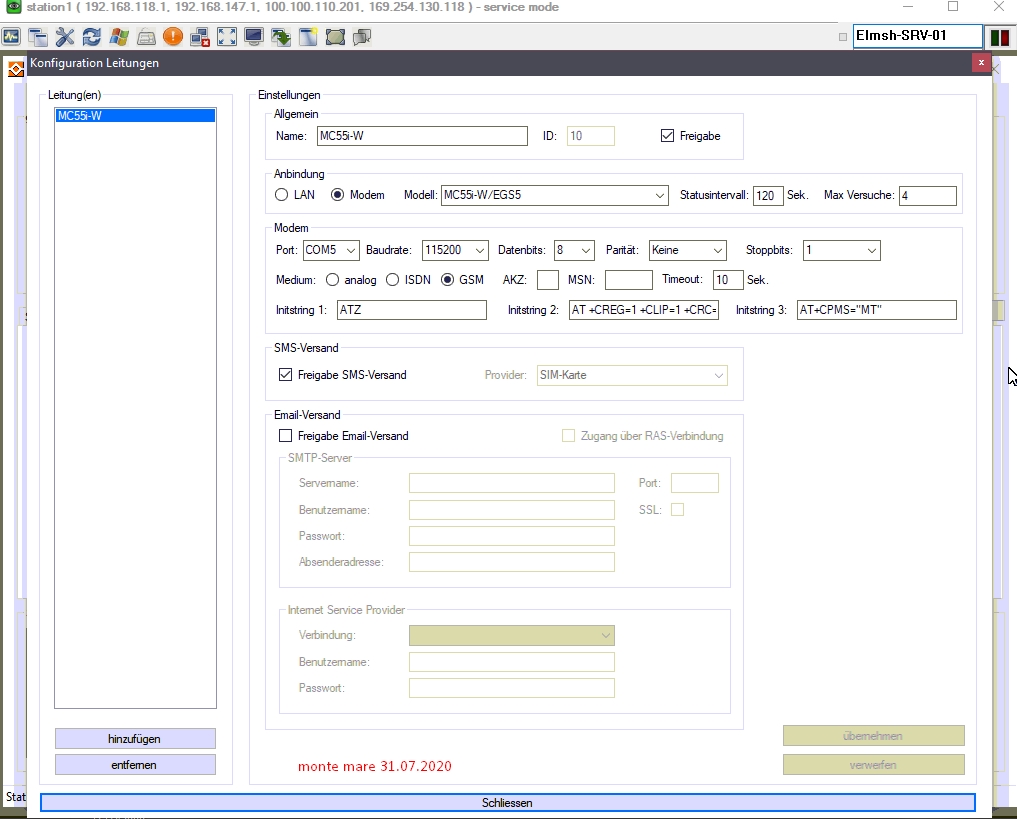 station1 ( 192.168.118.1, 192.168.147.1, 100.100.110.201, 169.254.130.118 ) - service mode
Elmsh-SRV-01
Konfiguration Leitungen
x
Leitung(en)
MC55i-W
hinzufügen
entfernen
Einstellungen
Allgemein
Name: MC55i-W ID: 10 Freigabe
Anbindung
LAN Modem Modell: MC55i-W/EGS5 Statusintervall: 120 Sek. Max Versuche: 4
Modem
Port: COM5 Baudrate: 115200 Datenbits: 8 Parität: Keine Stoppbits: 1
Medium: analog ISDN GSM AKZ: MSN: Timeout: 10 Sek.
Initstring 1: ATZ Initstring 2: AT +CREG=1 +CLIP=1 +CRC= Initstring 3: AT+CPMS="MT"
SMS-Versand
Freigabe SMS-Versand Provider: SIM-Karte
Email-Versand
Freigabe Email-Versand Zugang über RAS-Verbindung
SMTP-Server
Servername: Port:
Benutzername: SSL:
Passwort:
Absenderadresse:
Internet Service Provider
Verbindung:
Benutzername:
Passwort:
monte mare 31.07.2020
übernehmen
verwerfen
Schliessen
Stat